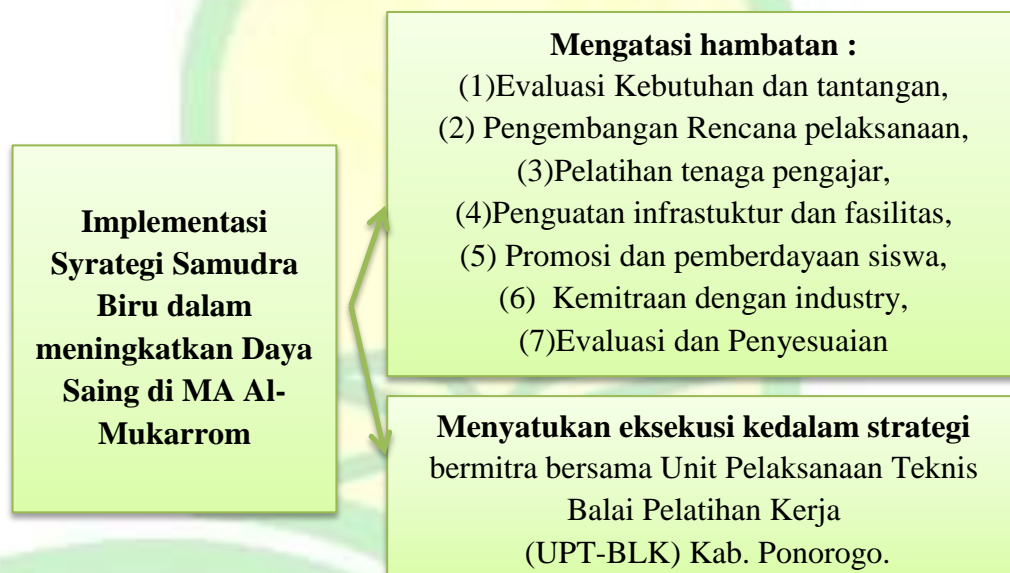 Implementasi
Syrategi Samudra
Biru dalam
meningkatkan Daya
Saing di MA Al-
Mukarrom
Mengatasi hambatan :
(1)Evaluasi Kebutuhan dan tantangan,
(2) Pengembangan Rencana pelaksanaan,
(3)Pelatihan tenaga pengajar,
(4)Penguatan infrastuktur dan fasilitas,
(5) Promosi dan pemberdayaan siswa,
(6) Kemitraan dengan industry,
(7)Evaluasi dan Penyesuaian
Menyatukan eksekusi kedalam strategi
bermitra bersama Unit Pelaksanaan Teknis
Balai Pelatihan Kerja
(UPT-BLK) Kab. Ponorogo.